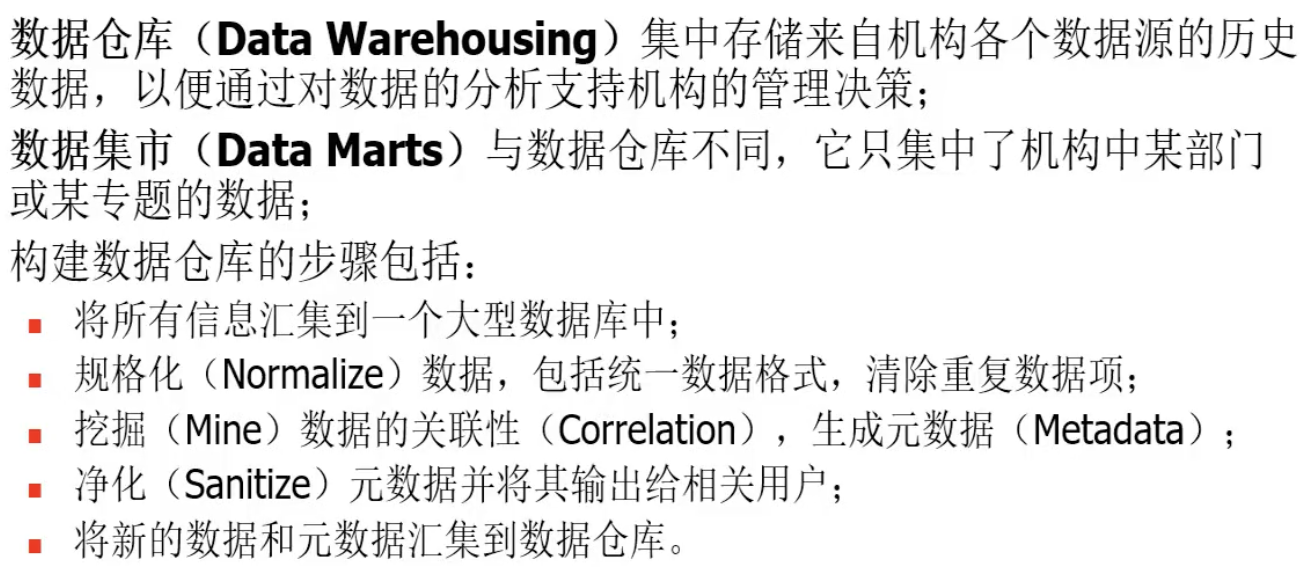 数据仓库（Data Warehousing）集中存储来自机构各个数据源的历史
数据，以便通过对数据的分析支持机构的管理决策；
数据集市（Data Marts）与数据仓库不同，它只集中了机构中某部门
或某专题的数据；
构建数据仓库的步骤包括：
▪ 将所有信息汇集到一个大型数据库中；
▪ 规格化（Normalize）数据，包括统一数据格式，清除重复数据项；
▪ 挖掘（Mine）数据的关联性（Correlation），生成元数据（Metadata）；
▪ 净化（Sanitize）元数据并将其输出给相关用户；
▪ 将新的数据和元数据汇集到数据仓库。